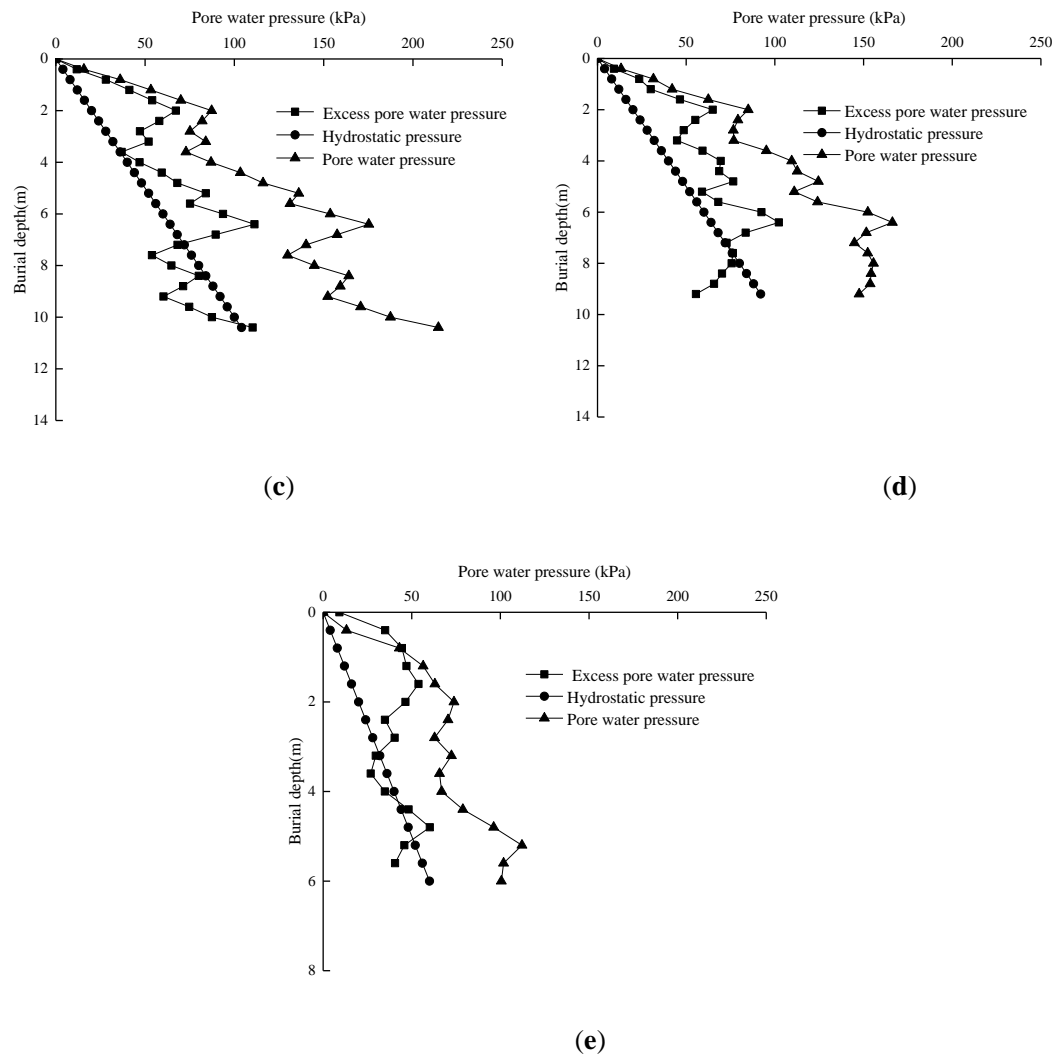 Pore water pressure (kPa)
0 50 100 150 200 250
0
2
4
6
8
10
12
14
Burial depth(m)
Excess pore water pressure
Hydrostatic pressure
Pore water pressure
(c)
Pore water pressure (kPa)
0 50 100 150 200 250
0
2
4
6
8
10
12
14
Burial depth(m)
Excess pore water pressure
Hydrostatic pressure
Pore water pressure
(d)
Pore water pressure (kPa)
0 50 100 150 200 250
0
2
4
6
8
Burial depth(m)
Excess pore water pressure
Hydrostatic pressure
Pore water pressure
(e)